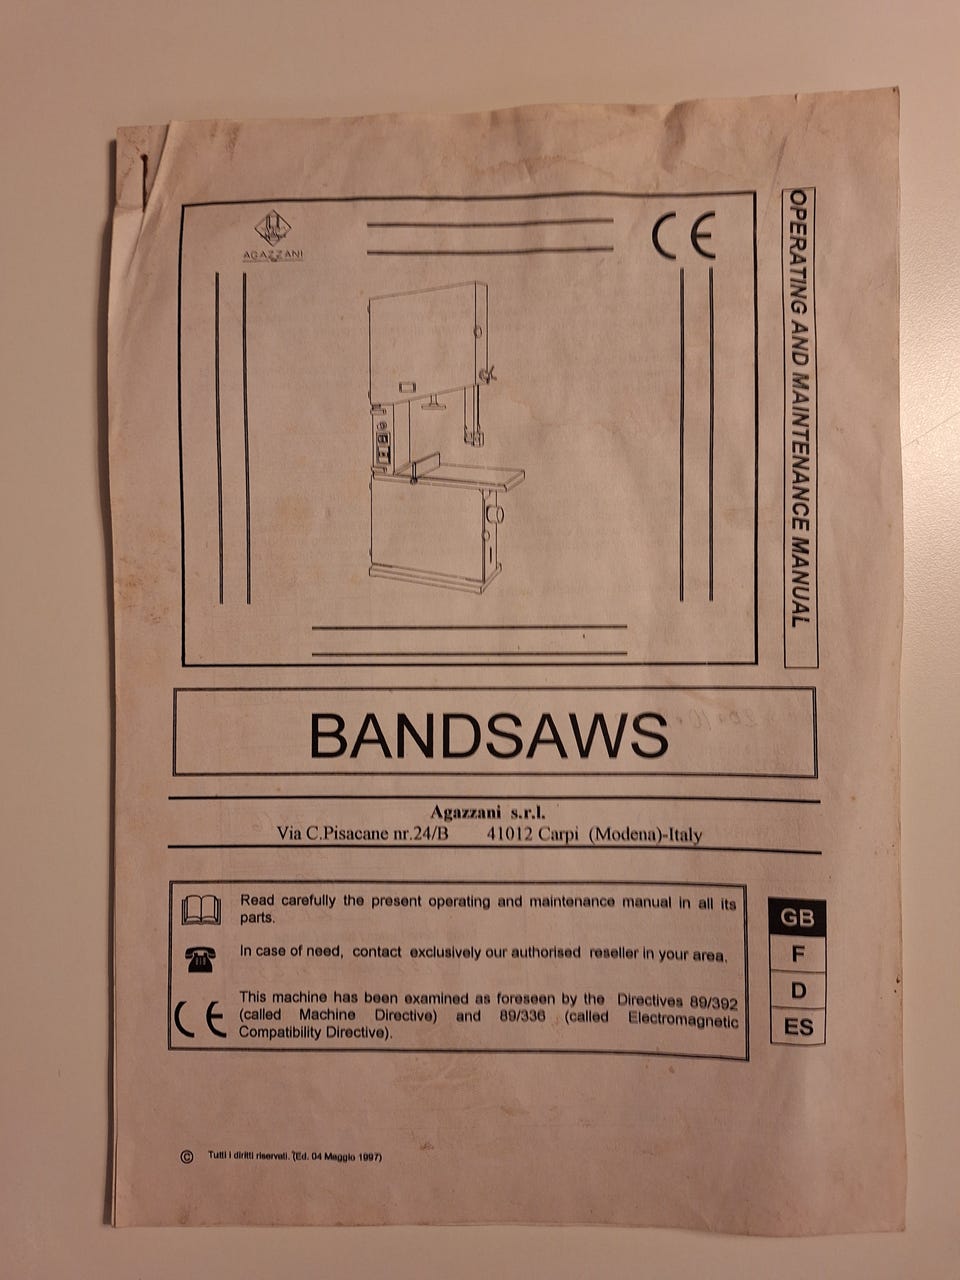 AGAZZANI
CE
OPERATING AND MAINTENANCE MANUAL
BANDSAWS
Agazzani s.r.l.
Via C.Pisacane nr.24/B 41012 Carpi (Modena)-Italy
Read carefully the present operating and maintenance manual in all its
parts.
In case of need, contact exclusively our authorised reseller in your area.
CE
This machine has been examined as foreseen by the Directives 89/392
(called Machine Directive) and 89/336 (called Electromagnetic
Compatibility Directive).
GB
F
D
ES
© Tutti i diritti riservati. (Ed. 04 Maggio 1997)